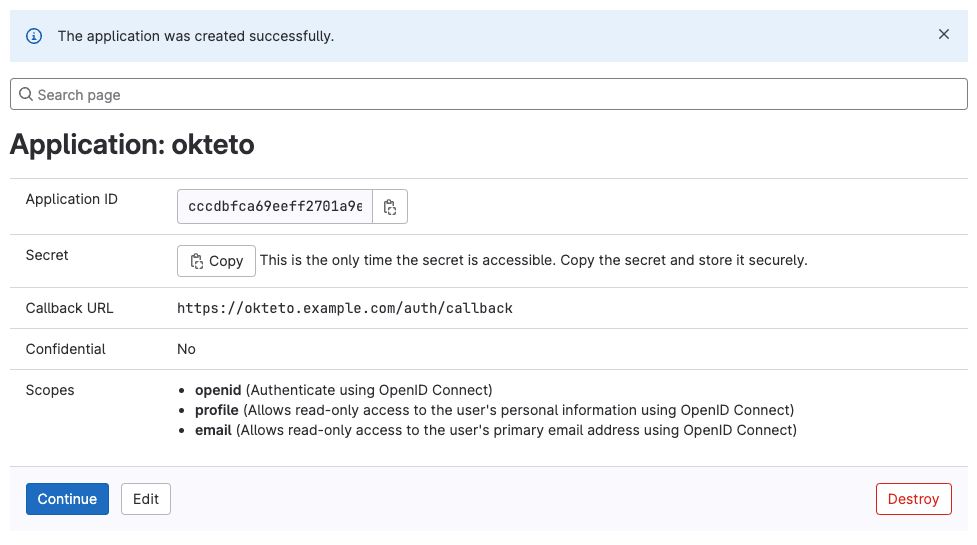 The application was created successfully.
Search page
Application: okteto
Application ID
cccdbfca69eeff2701a9e
Secret
Copy This is the only time the secret is accessible. Copy the secret and store it securely.
Callback URL
https://okteto.example.com/auth/callback
Confidential
No
Scopes
• openid (Authenticate using OpenID Connect)
• profile (Allows read-only access to the user's personal information using OpenID Connect)
• email (Allows read-only access to the user's primary email address using OpenID Connect)
Continue
Edit
Destroy